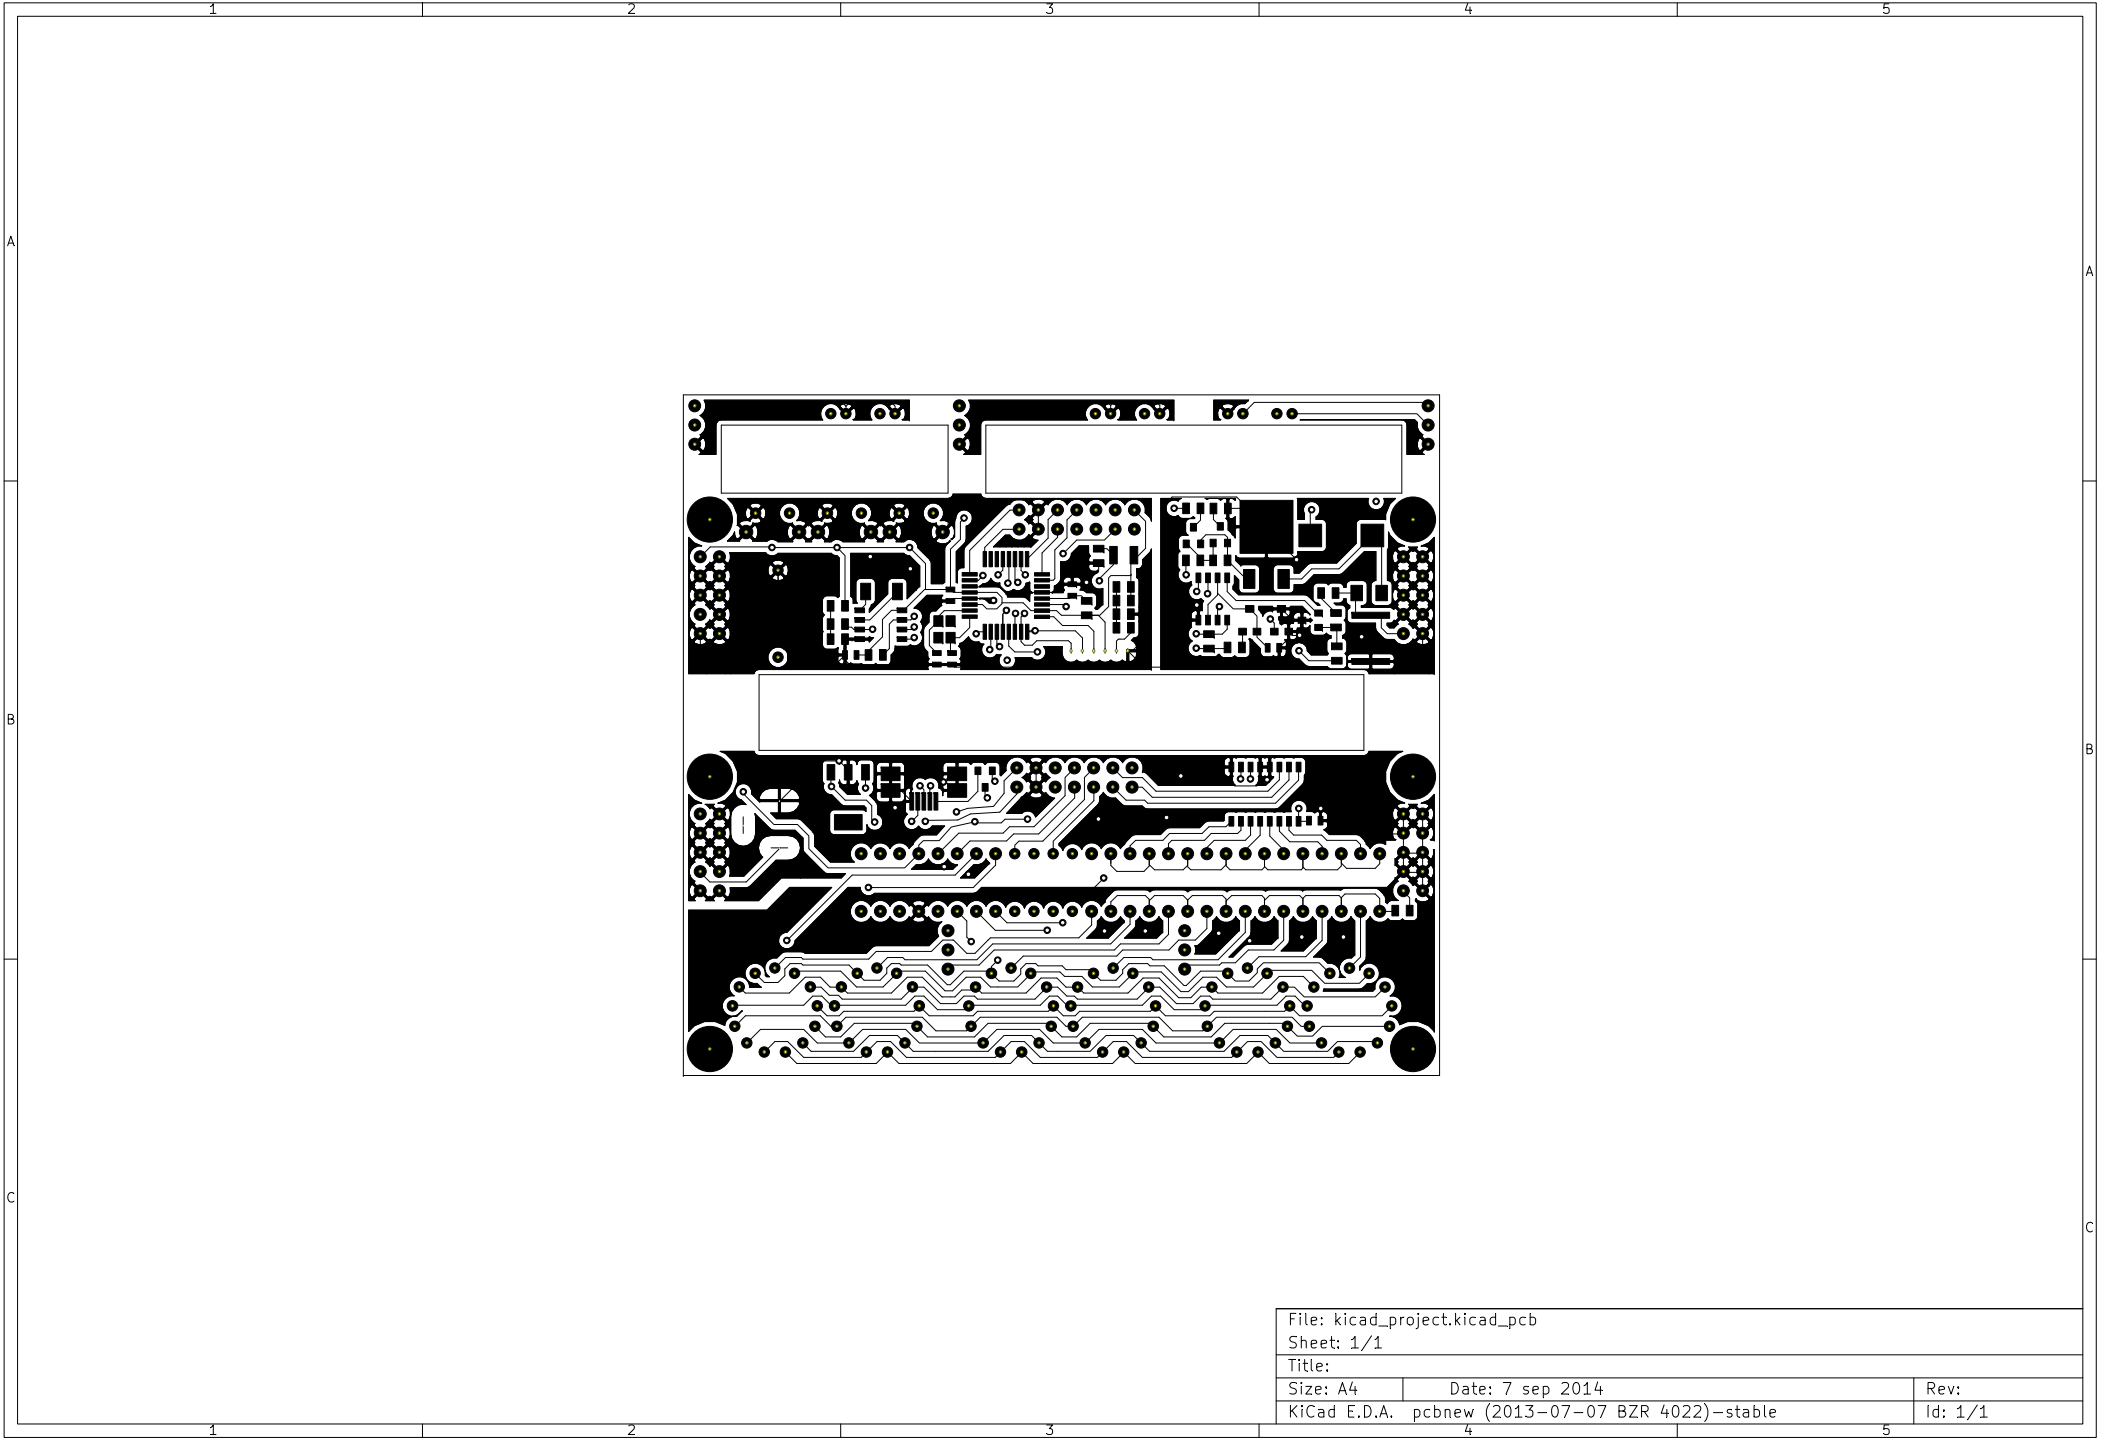 1 2 3 4 5
A A
B B
C C
File: kicad_project.kicad_pcb
Sheet: 1/1
Title:
Size: A4 Date: 7 sep 2014 Rev:
KiCad E.D.A. pcbnew (2013-07-07 BZR 4022)-stable Id: 1/1
1 2 3 4 5